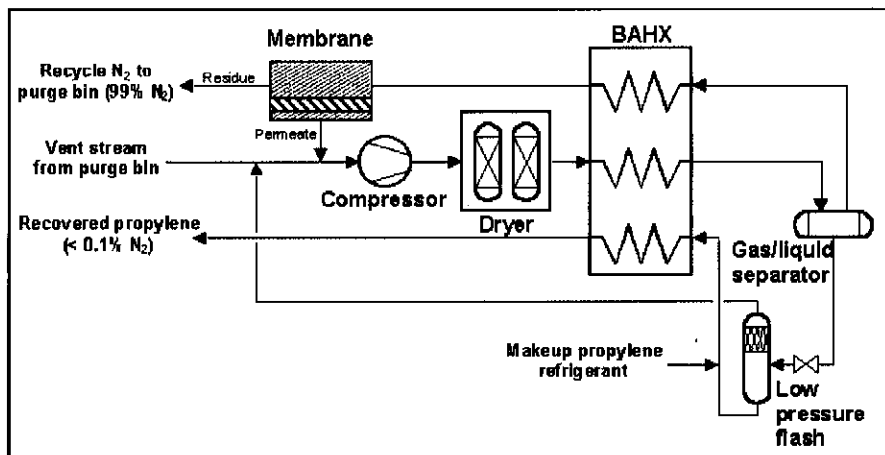 Membrane
BAHX
Recycle N₂ to
purge bin (99% N₂)
Residue
Permeate
Vent stream
from purge bin
Compressor
Dryer
Recovered propylene
(< 0.1% N₂)
Gas/liquid
separator
Makeup propylene
refrigerant
Low
pressure
flash